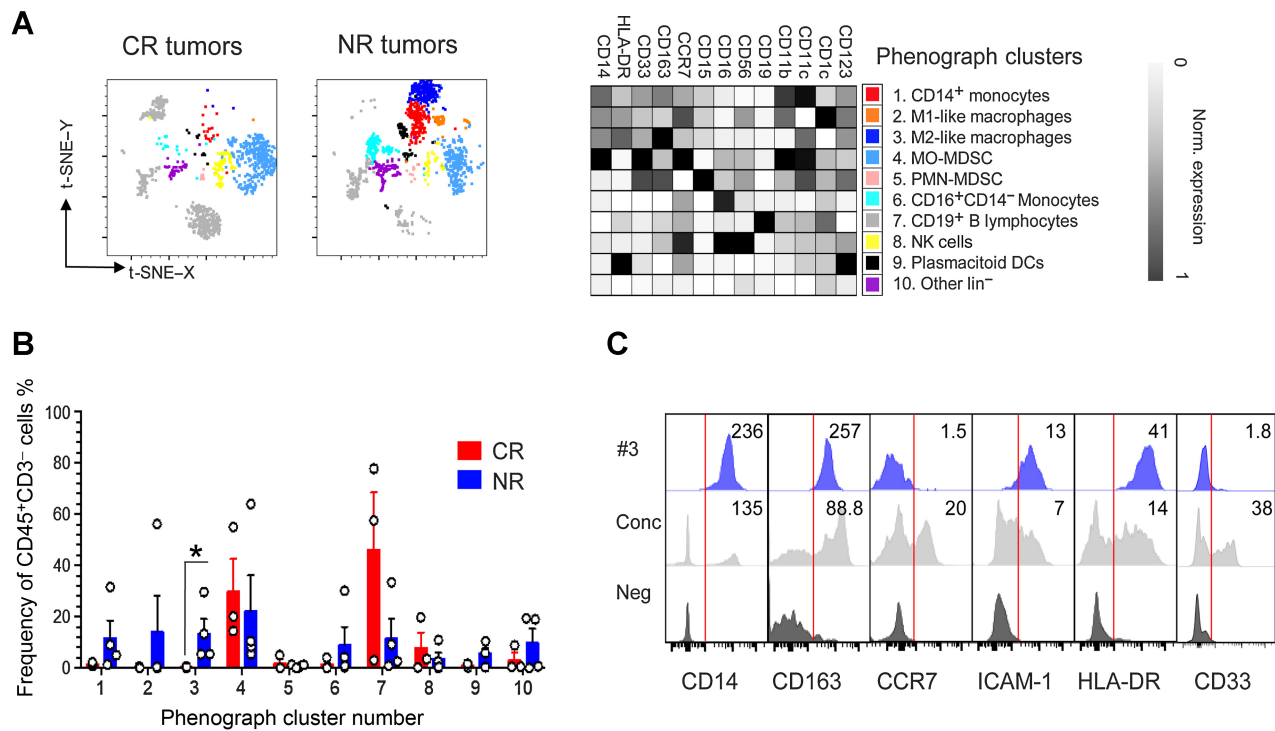 A
CR tumors
NR tumors
t-SNE–Y
t-SNE–X
CD14
HLA-DR
CD33
CD163
CCR7
CD15
CD16
CD56
CD19
CD11b
CD11c
CD1c
CD123
Phenograph clusters
1. CD14⁺ monocytes
2. M1-like macrophages
3. M2-like macrophages
4. MO-MDSC
5. PMN-MDSC
6. CD16⁺CD14⁻ Monocytes
7. CD19⁺ B lymphocytes
8. NK cells
9. Plasmacitoid DCs
10. Other lin⁻
0
Norm. expression
1
B
Frequency of CD45⁺CD3⁻ cells %
100
80
60
40
20
0
*
CR
NR
1 2 3 4 5 6 7 8 9 10
Phenograph cluster number
C
#3
236 257 1.5 13 41 1.8
Conc
135 88.8 20 7 14 38
Neg
CD14 CD163 CCR7 ICAM-1 HLA-DR CD33